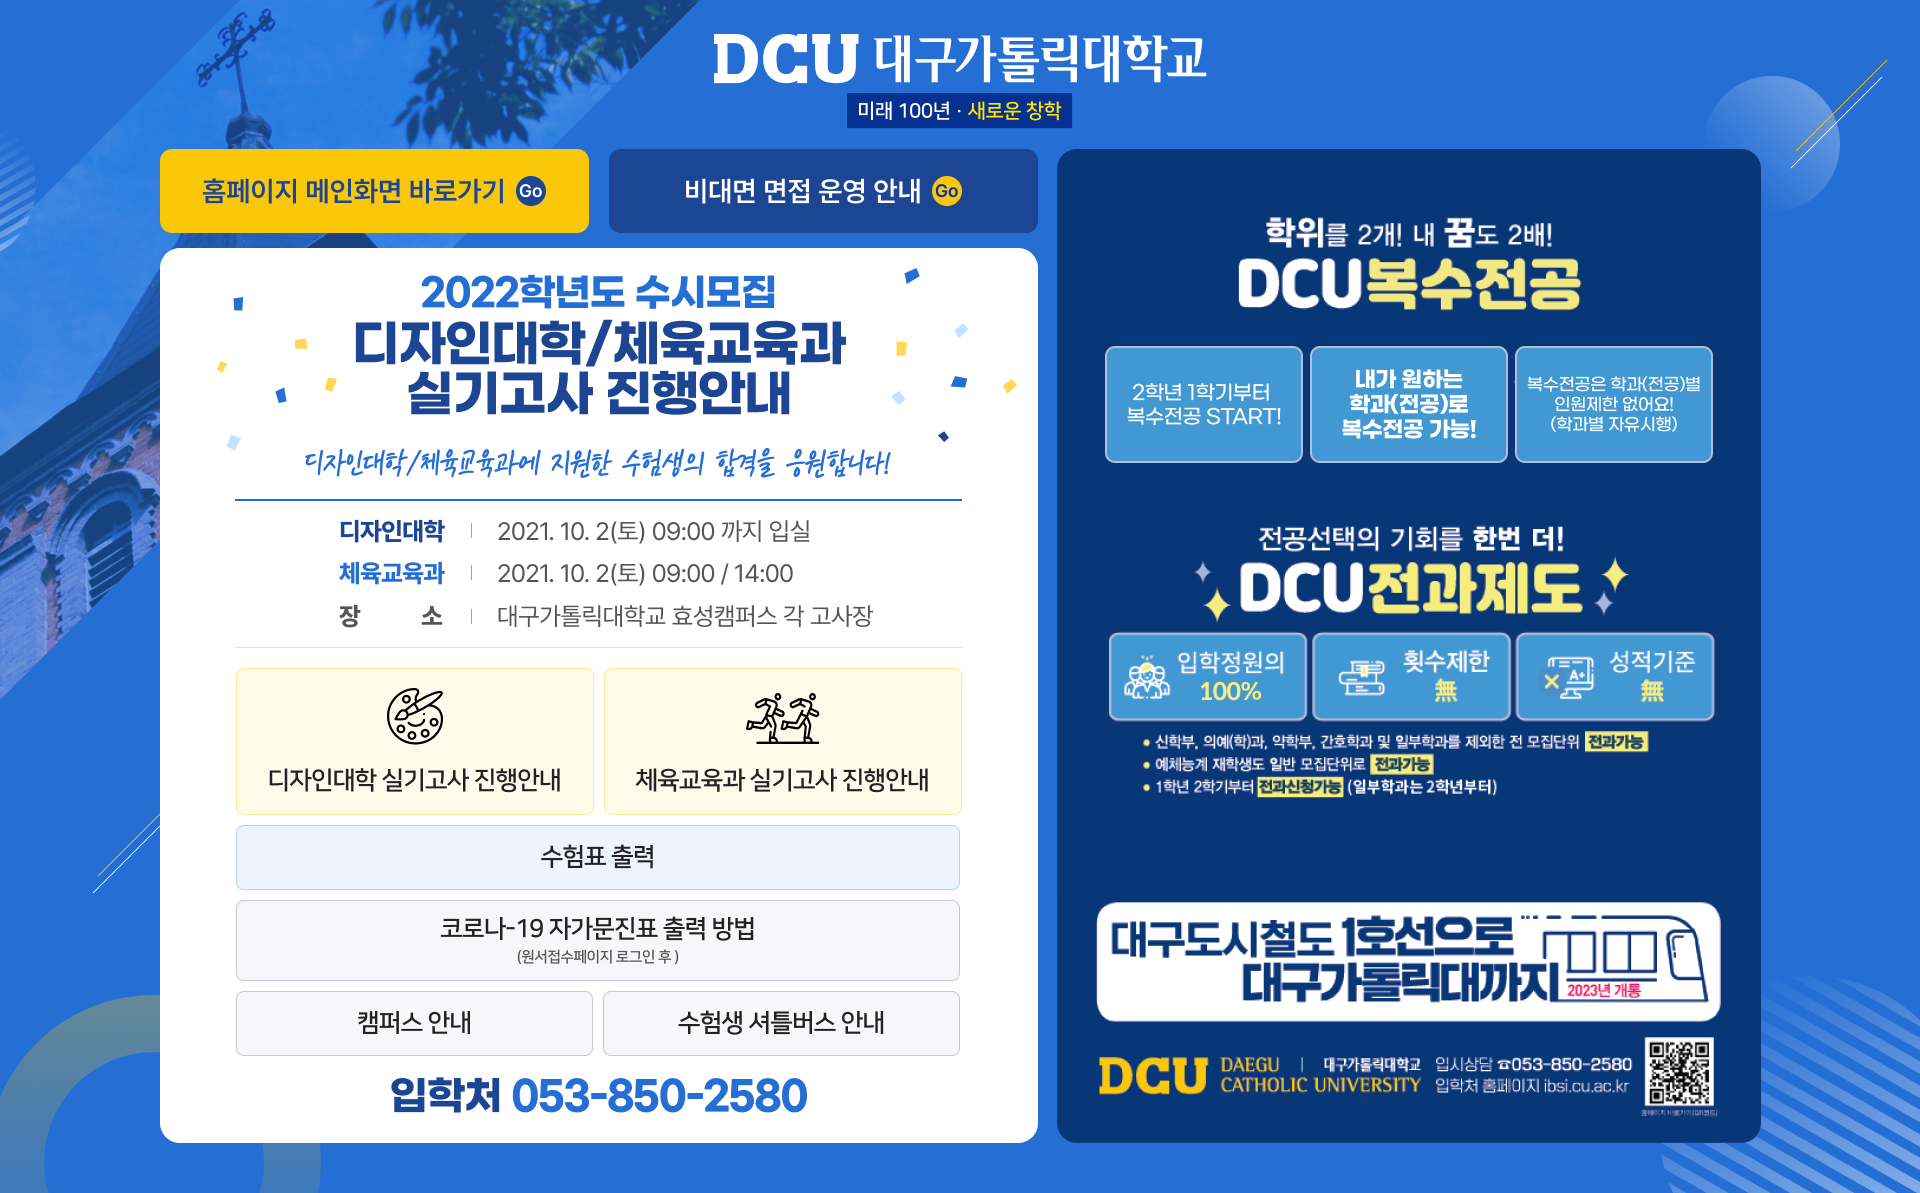 DCU 대구가톨릭대학교
미래 100년 · 새로운 창학
홈페이지 메인화면 바로가기 Go
비대면 면접 운영 안내 Go
2022학년도 수시모집
디자인대학/체육교육과
실기고사 진행안내
디자인대학/체육교육과에 지원한 수험생의 합격을 응원합니다!
디자인대학 2021. 10. 2(토) 09:00 까지 입실
체육교육과 2021. 10. 2(토) 09:00 / 14:00
장 소 대구가톨릭대학교 효성캠퍼스 각 고사장
디자인대학 실기고사 진행안내
체육교육과 실기고사 진행안내
수험표 출력
코로나-19 자가문진표 출력 방법
(원서접수페이지 로그인 후 )
캠퍼스 안내
수험생 셔틀버스 안내
입학처 053-850-2580
학위를 2개! 내 꿈도 2배!
DCU복수전공
2학년 1학기부터
복수전공 START!
내가 원하는
학과(전공)로
복수전공 가능!
복수전공은 학과(전공)별
인원제한 없어요!
(학과별 자유시행)
전공선택의 기회를 한번 더!
DCU전과제도
입학정원의
100%
횟수제한
無
A+
성적기준
無
• 신학부, 의예(학)과, 약학부, 간호학과 및 일부학과를 제외한 전 모집단위 전과가능
• 예체능계 재학생도 일반 모집단위로 전과가능
• 1학년 2학기부터 전과신청가능 (일부학과는 2학년부터)
대구도시철도 1호선으로
대구가톨릭대까지
2023년 개통
DCU DAEGU | 대구가톨릭대학교
CATHOLIC UNIVERSITY
입시상담 ☎053-850-2580
입학처 홈페이지 ibsi.cu.ac.kr
홈페이지 바로가기(QR코드)